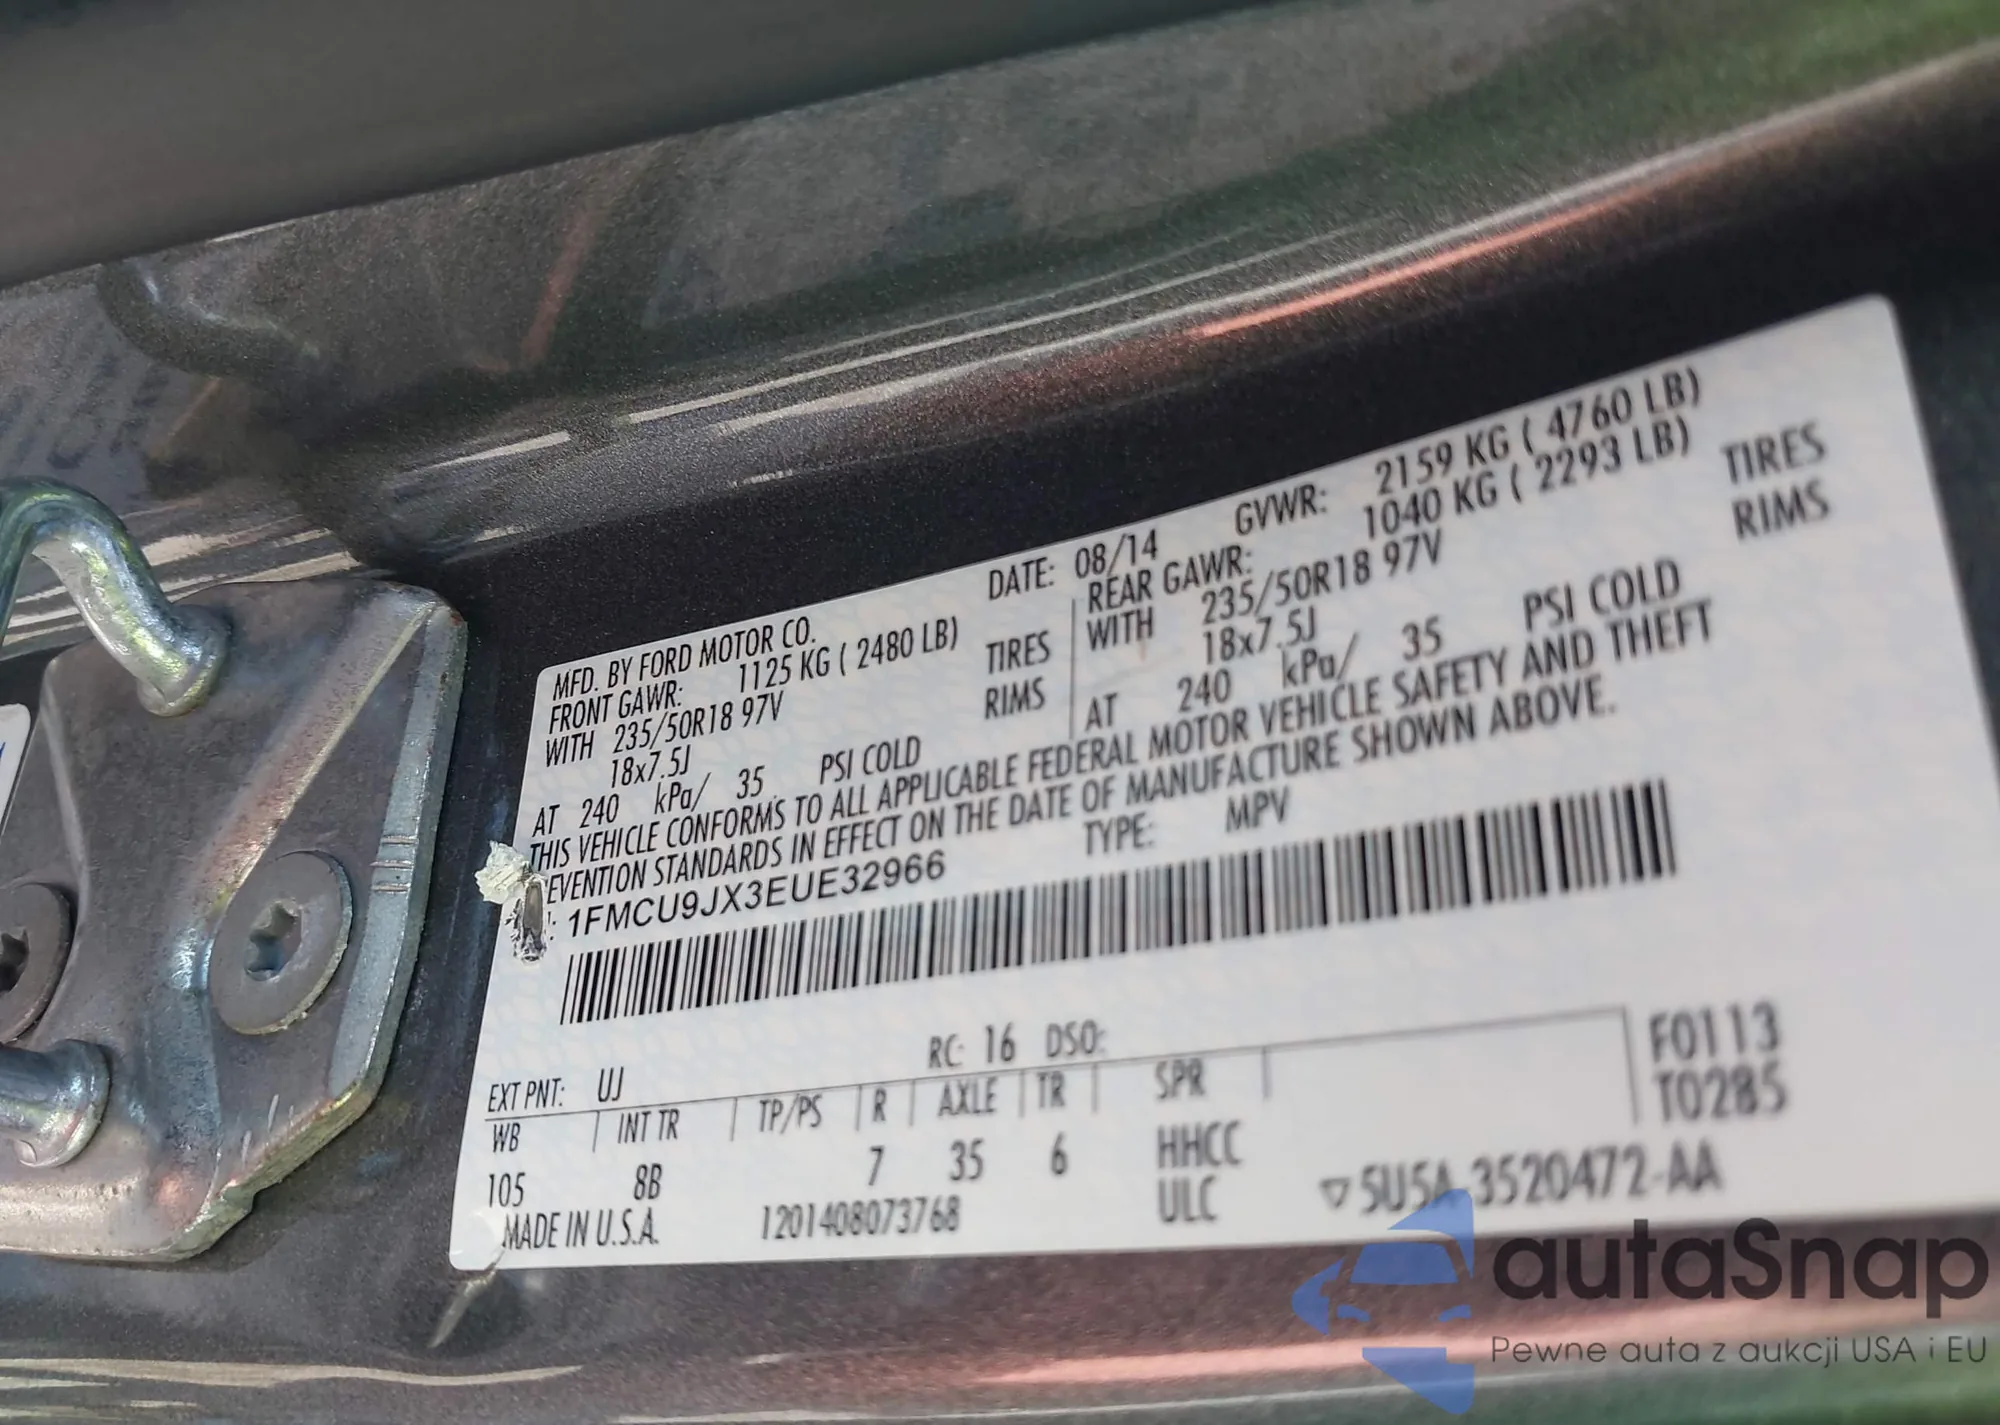 MFD. BY FORD MOTOR CO. DATE: 08/14 GVWR: 2159 KG ( 4760 LB)
FRONT GAWR: 1125 KG ( 2480 LB) REAR GAWR: 1040 KG ( 2293 LB)
WITH 235/50R18 97V TIRES WITH 235/50R18 97V TIRES
18x7.5J RIMS 18x7.5J RIMS
AT 240 kPa/ 35 PSI COLD AT 240 kPa/ 35 PSI COLD
THIS VEHICLE CONFORMS TO ALL APPLICABLE FEDERAL MOTOR VEHICLE SAFETY AND THEFT
EVENTION STANDARDS IN EFFECT ON THE DATE OF MANUFACTURE SHOWN ABOVE.
: 1FMCU9JX3EUE32966 TYPE: MPV
EXT PNT: UJ RC: 16 DSO: F0113
WB INT TR TP/PS R AXLE TR SPR T0285
105 8B 7 35 6 HHCC
MADE IN U.S.A. 1201408073768 ULC ▽5U5A-3520472-AA
autaSnap
Pewne auta z aukcji USA i EU